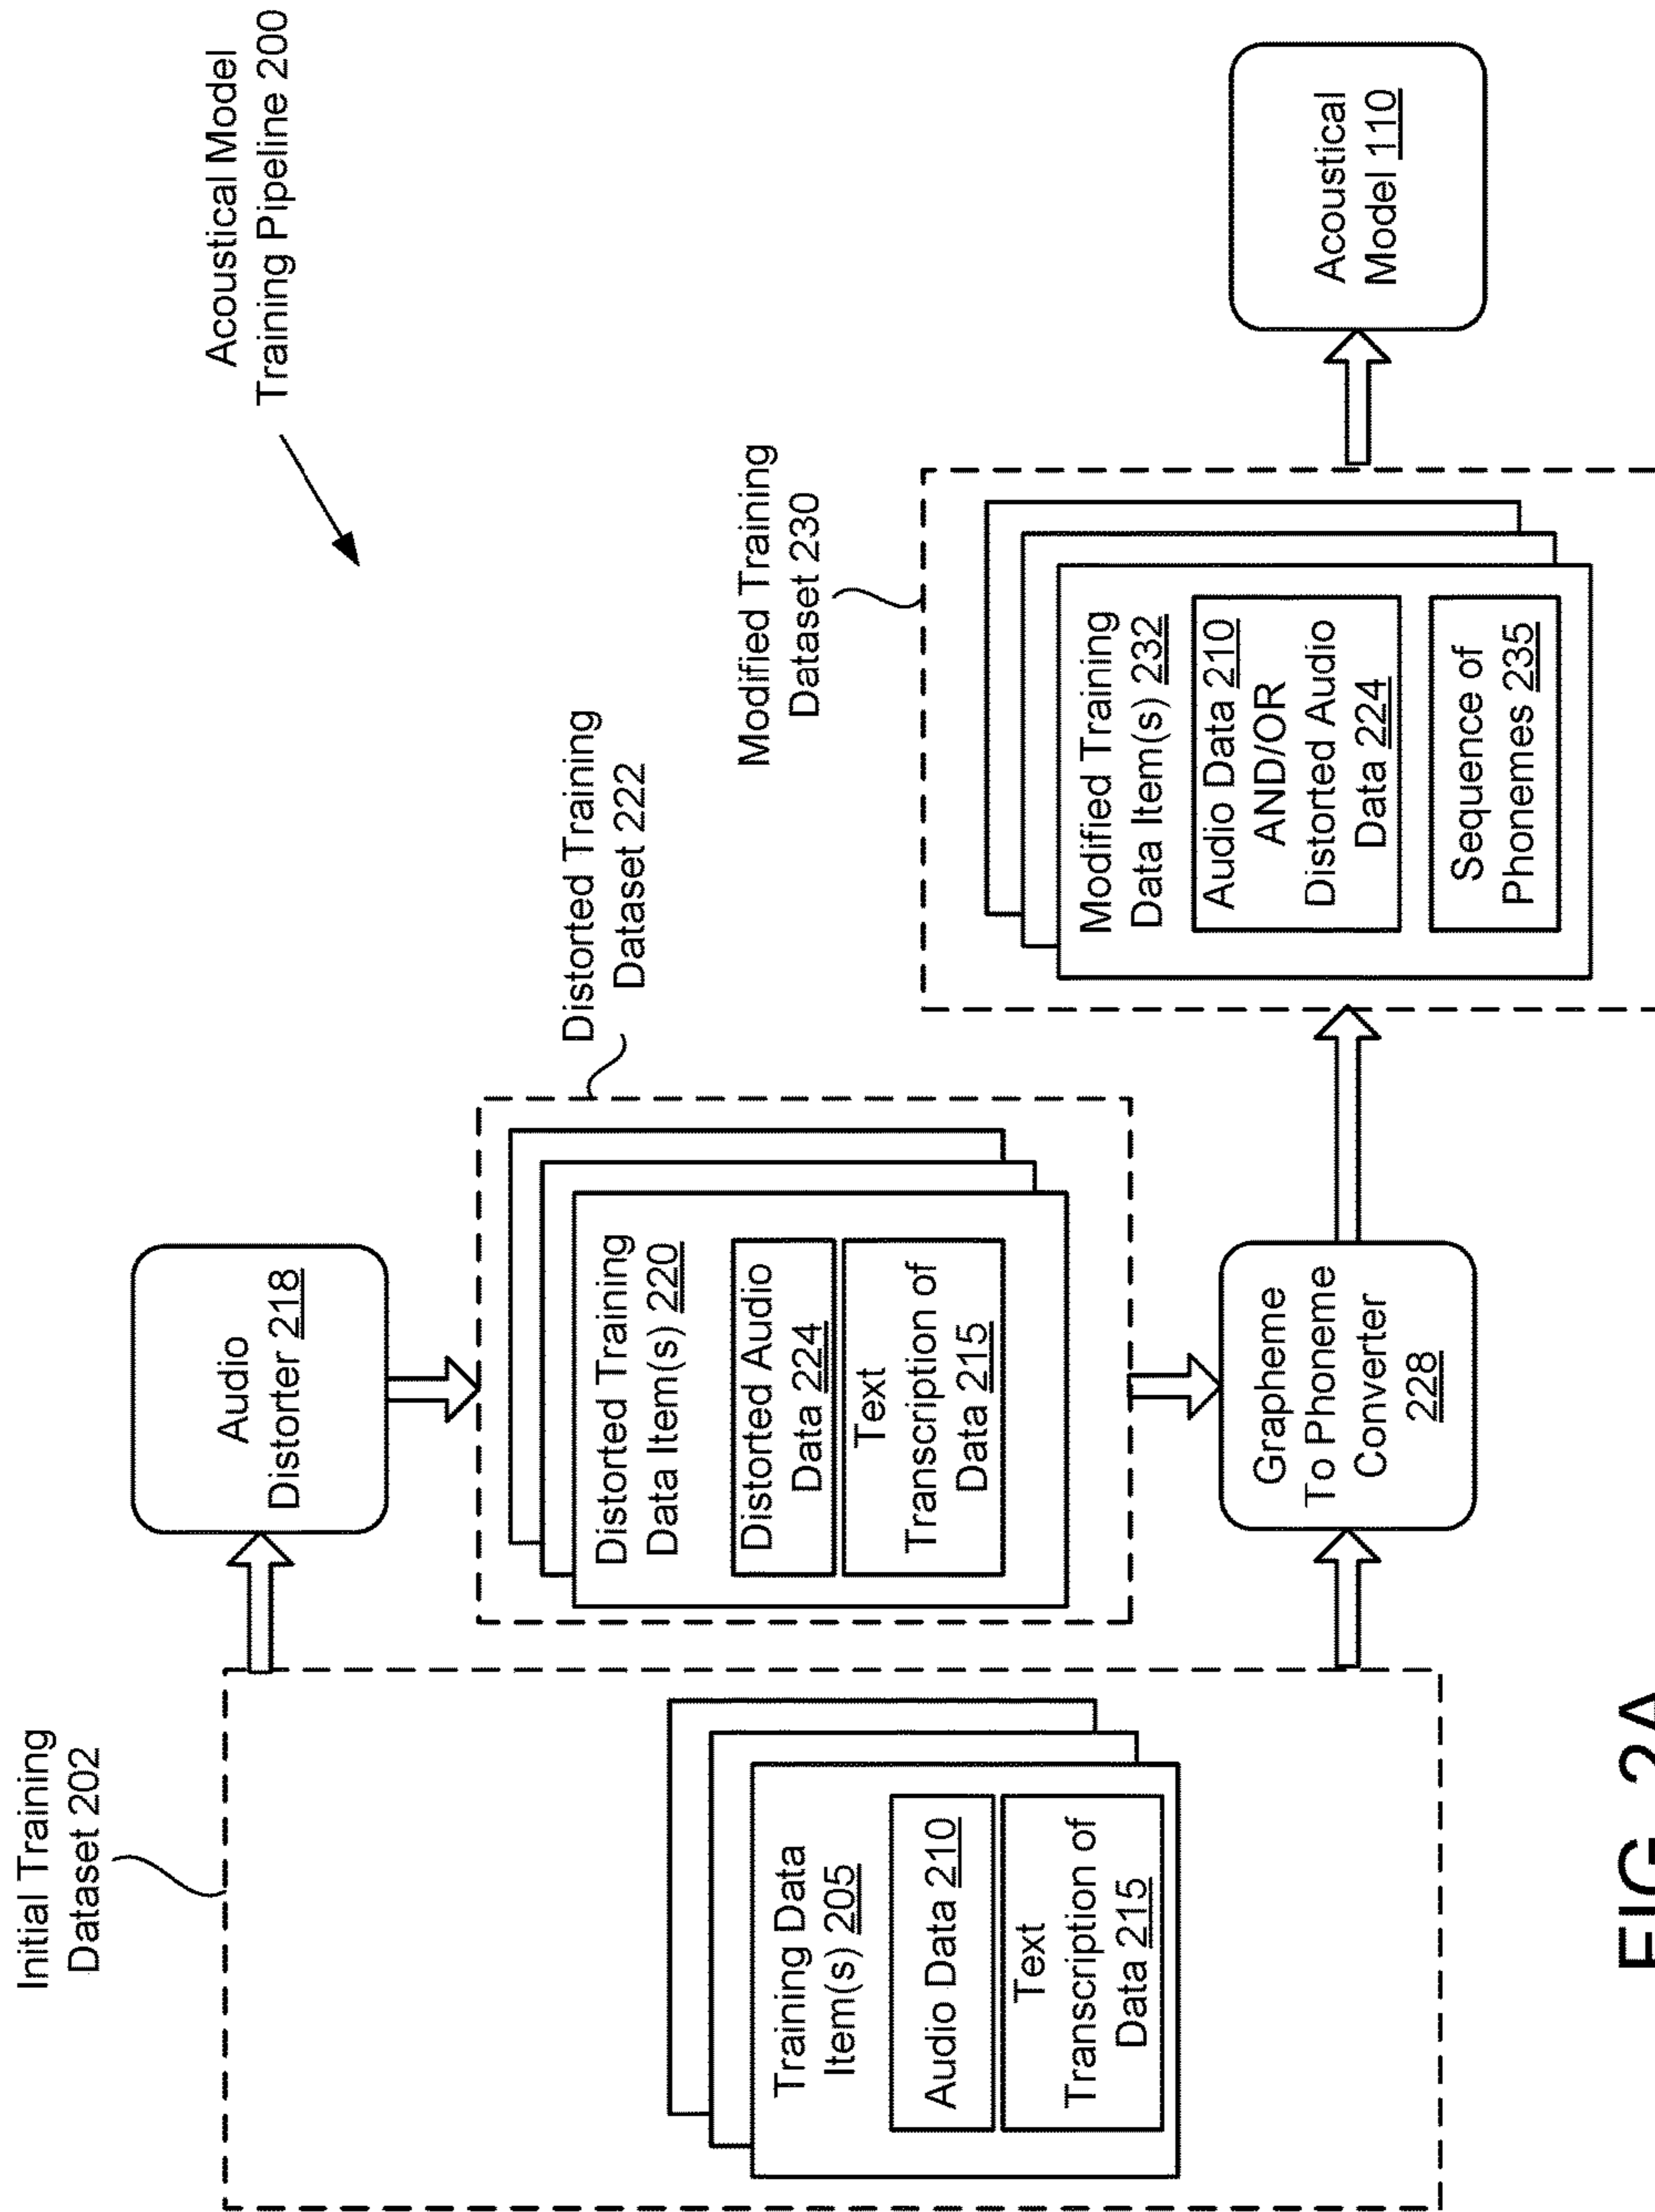 Acoustical Model
Training Pipeline 200
Initial Training
Dataset 202
Training Data
Item(s) 205
Audio Data 210
Text
Transcription of
Data 215
Audio
Distorter 218
Distorted Training
Dataset 222
Distorted Training
Data Item(s) 220
Distorted Audio
Data 224
Text
Transcription of
Data 215
Grapheme
To Phoneme
Converter
228
Modified Training
Dataset 230
Modified Training
Data Item(s) 232
Audio Data 210
AND/OR
Distorted Audio
Data 224
Sequence of
Phonemes 235
Acoustical
Model 110
FIG. 2A